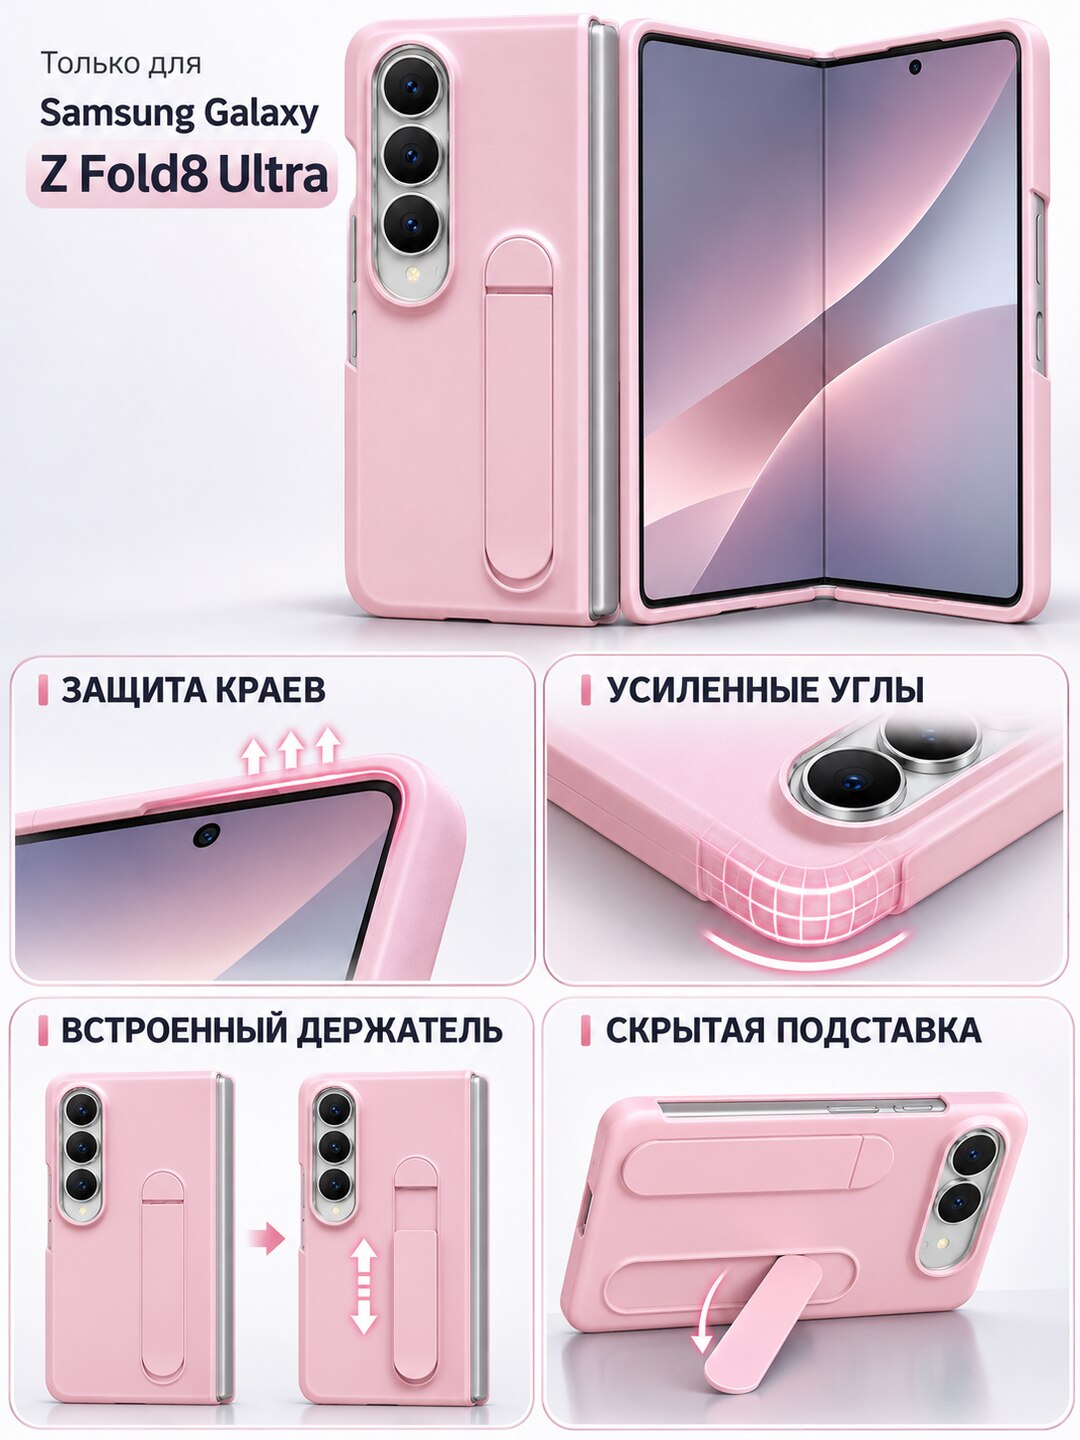 Только для
Samsung Galaxy
Z Fold8 Ultra
ЗАЩИТА КРАЕВ
УСИЛЕННЫЕ УГЛЫ
ВСТРОЕННЫЙ ДЕРЖАТЕЛЬ
СКРЫТАЯ ПОДСТАВКА